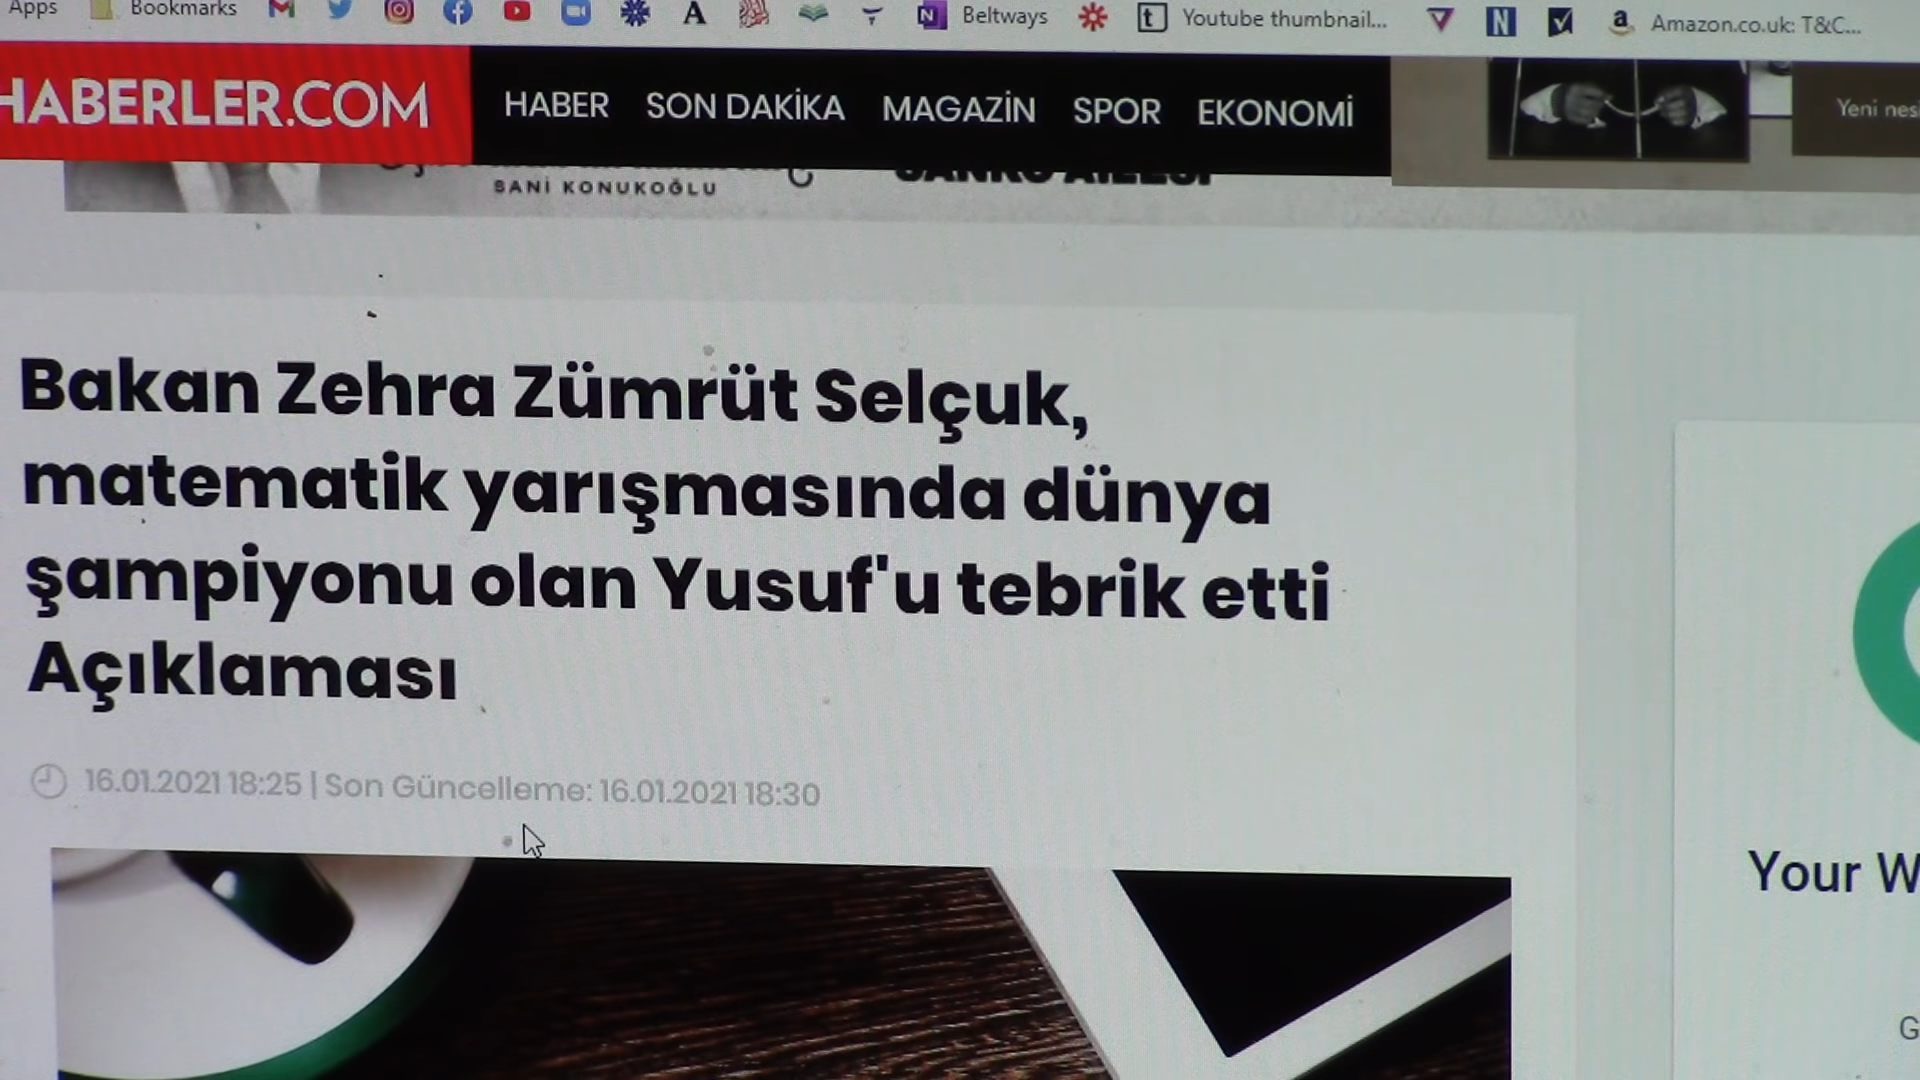 Apps Bookmarks Beltways Youtube thumbnail... Amazon.co.uk: T&C...
HABERLER.COM HABER SON DAKİKA MAGAZİN SPOR EKONOMİ
SANİ KONUKOĞLU
Bakan Zehra Zümrüt Selçuk,
matematik yarışmasında dünya
şampiyonu olan Yusuf'u tebrik etti
Açıklaması
16.01.2021 18:25 | Son Güncelleme: 16.01.2021 18:30
Your